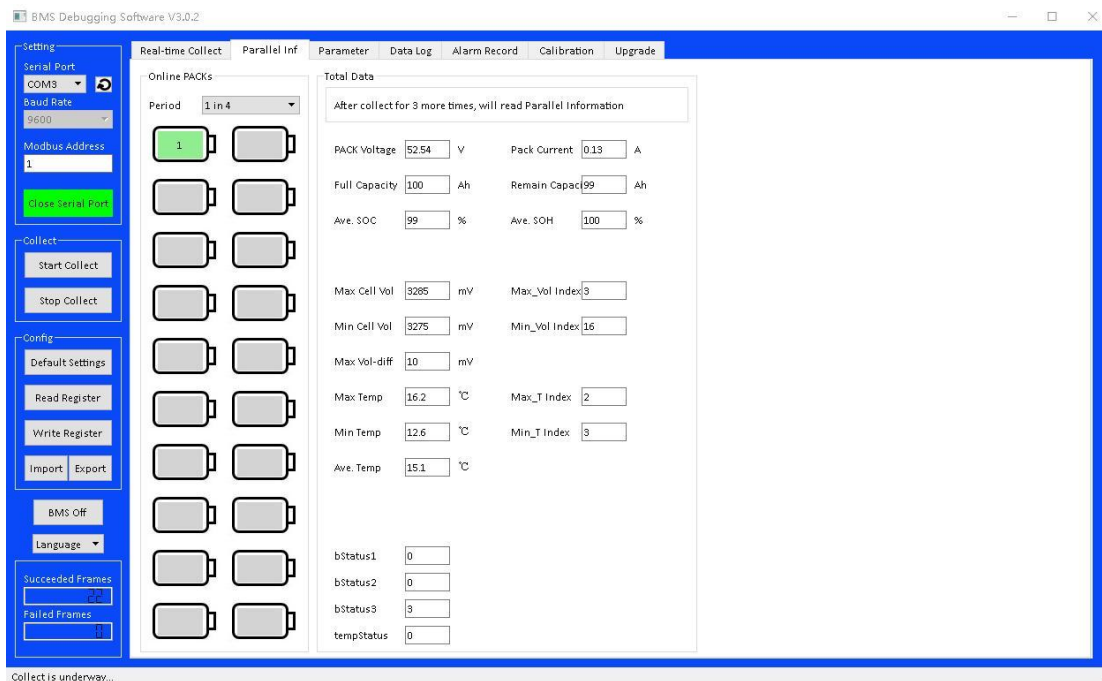 BMS Debugging Software V3.0.2
Setting
Serial Port
COM3
Baud Rate
9600
Modbus Address
1
Close Serial Port
Collect
Start Collect
Stop Collect
Config
Default Settings
Read Register
Write Register
Import Export
BMS Off
Language
Succeeded Frames
22
Failed Frames
0
Real-time Collect Parallel Inf Parameter Data Log Alarm Record Calibration Upgrade
Online PACKs
Period 1 in 4
1
Total Data
After collect for 3 more times, will read Parallel Information
PACK Voltage 52.54 V Pack Current 0.13 A
Full Capacity 100 Ah Remain Capaci 99 Ah
Ave. SOC 99 % Ave. SOH 100 %
Max Cell Vol 3285 mV Max_Vol Index 3
Min Cell Vol 3275 mV Min_Vol Index 16
Max Vol-diff 10 mV
Max Temp 16.2 ℃ Max_T Index 2
Min Temp 12.6 ℃ Min_T Index 3
Ave. Temp 15.1 ℃
bStatus1 0
bStatus2 0
bStatus3 3
tempStatus 0
Collect is underway...